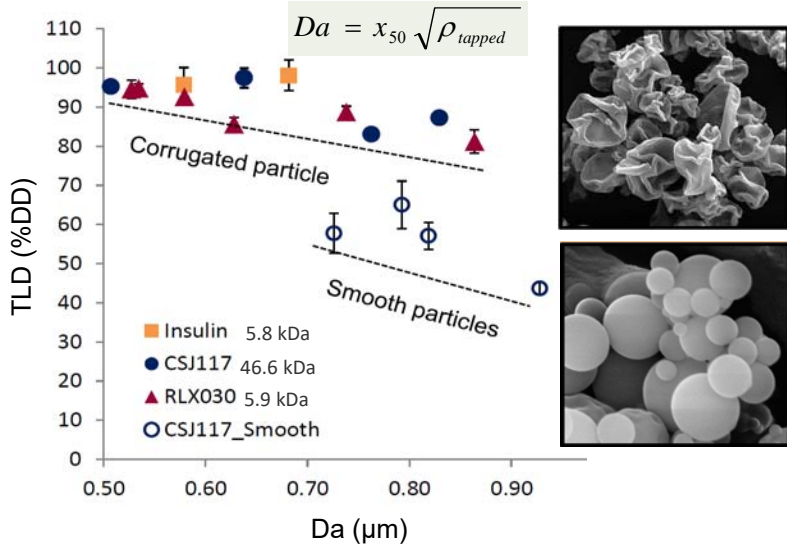 Da = x₅₀ √ρ_tapped
TLD (%DD)
110
100
90
80
70
60
50
40
30
20
10
0
Corrugated particle
Smooth particles
Insulin 5.8 kDa
CSJ117 46.6 kDa
RLX030 5.9 kDa
CSJ117_Smooth
0.50 0.60 0.70 0.80 0.90
Da (µm)